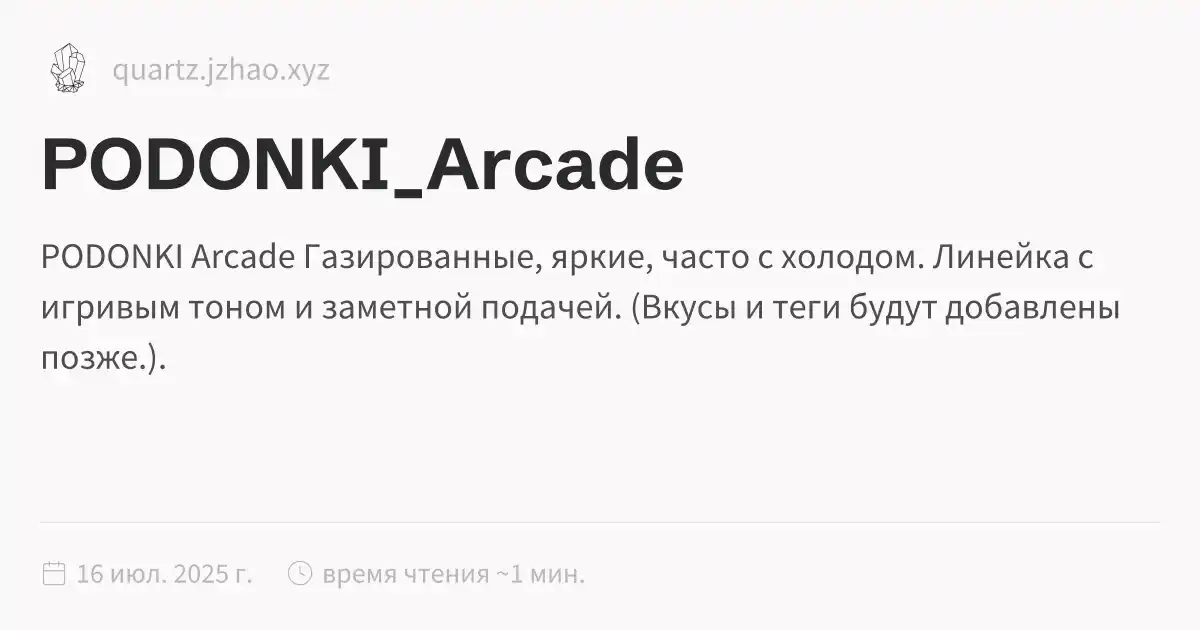 quartz.jzhao.xyz
PODONKI_Arcade
PODONKI Arcade Газированные, яркие, часто с холодом. Линейка с
игривым тоном и заметной подачей. (Вкусы и теги будут добавлены
позже.).
16 июл. 2025 г.
время чтения ~1 мин.